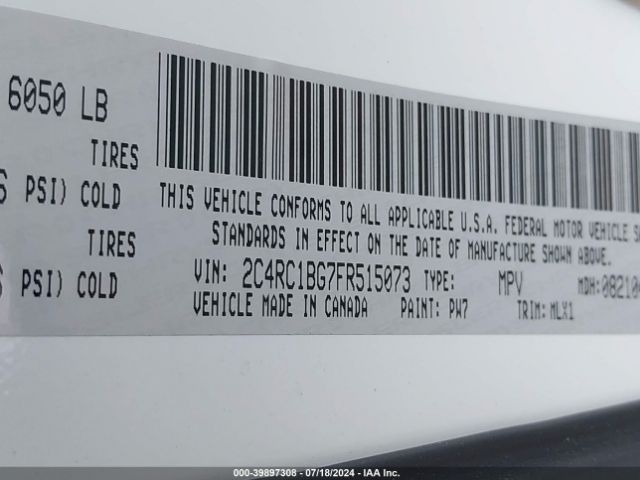 6050 LB
TIRES
PSI) COLD
TIRES
PSI) COLD
THIS VEHICLE CONFORMS TO ALL APPLICABLE U.S.A. FEDERAL MOTOR VEHICLE
STANDARDS IN EFFECT ON THE DATE OF MANUFACTURE SHOWN ABOVE.
VIN: 2C4RC1BG7FR515073 TYPE: MPV MDH:08210
VEHICLE MADE IN CANADA PAINT: PW7 TRIM: MLX1
000-39897308 - 07/18/2024 - IAA Inc.